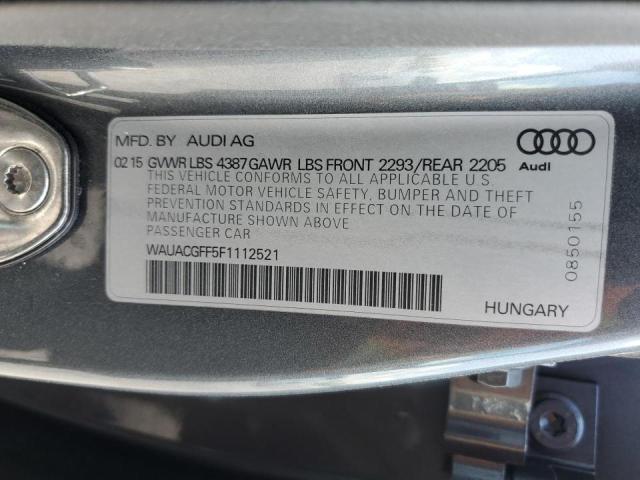 MFD. BY AUDI AG
02 15 GVWR LBS 4387 GAWR LBS FRONT 2293/REAR 2205
THIS VEHICLE CONFORMS TO ALL APPLICABLE U.S.
FEDERAL MOTOR VEHICLE SAFETY, BUMPER AND THEFT
PREVENTION STANDARDS IN EFFECT ON THE DATE OF
MANUFACTURE SHOWN ABOVE
PASSENGER CAR
WAUACGFF5F1112521
Audi
0850155
HUNGARY